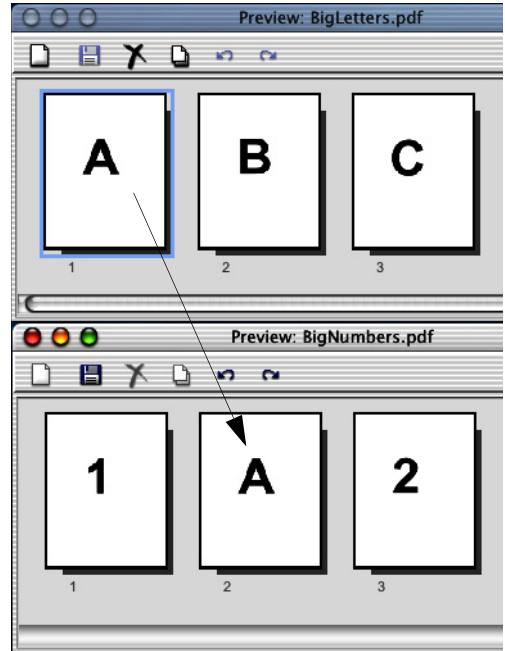 Preview: BigLetters.pdf
A B C
1 2 3
Preview: BigNumbers.pdf
1 A 2
1 2 3